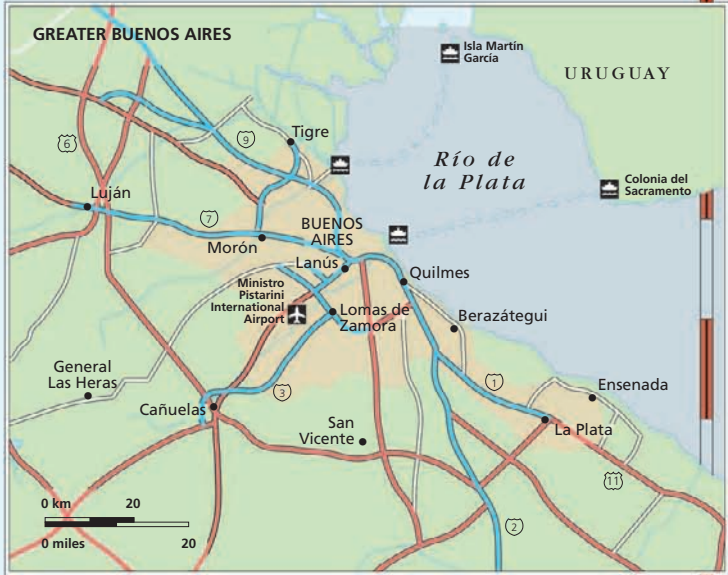 GREATER BUENOS AIRES
Isla Martín
García
URUGUAY
6
9
Tigre
Río de
la Plata
Colonia del
Sacramento
Luján
7
Morón
BUENOS
AIRES
Lanús
Quilmes
Ministro
Pistarini
International
Airport
Lomas de
Zamora
Berazátegui
General
Las Heras
3
1
Ensenada
Cañuelas
San
Vicente
La Plata
11
2
0 km 20
0 miles 20